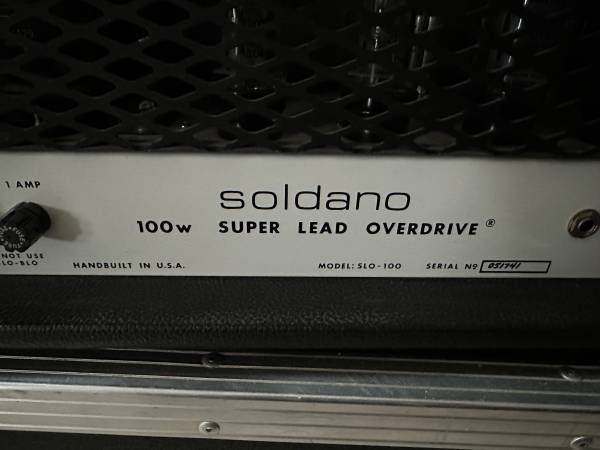 1 AMP
soldano
100w SUPER LEAD OVERDRIVE®
NOT USE
LO-BLO
HANDBUILT IN U.S.A.
MODEL: SLO-100 SERIAL Nº 051741